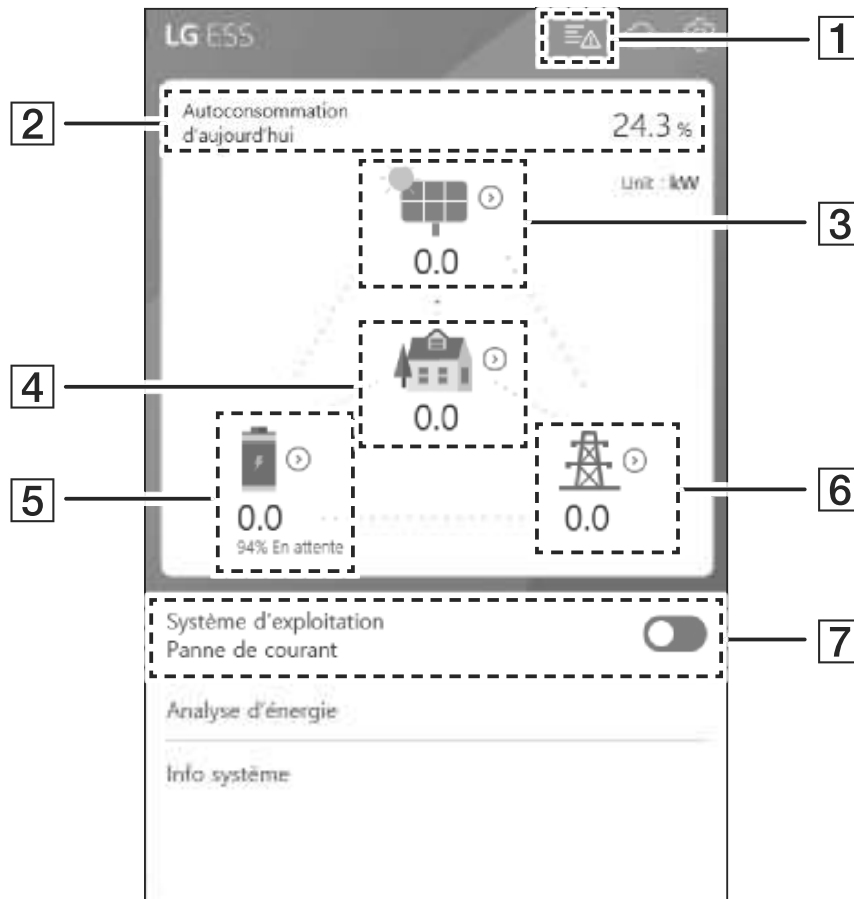 LG ESS
1
2
Autoconsommation
d'aujourd'hui
24.3 %
Unit : kW
3
0.0
4
0.0
5
0.0
94% En attente
6
0.0
Système d'exploitation
Panne de courant
7
Analyse d'énergie
Info système